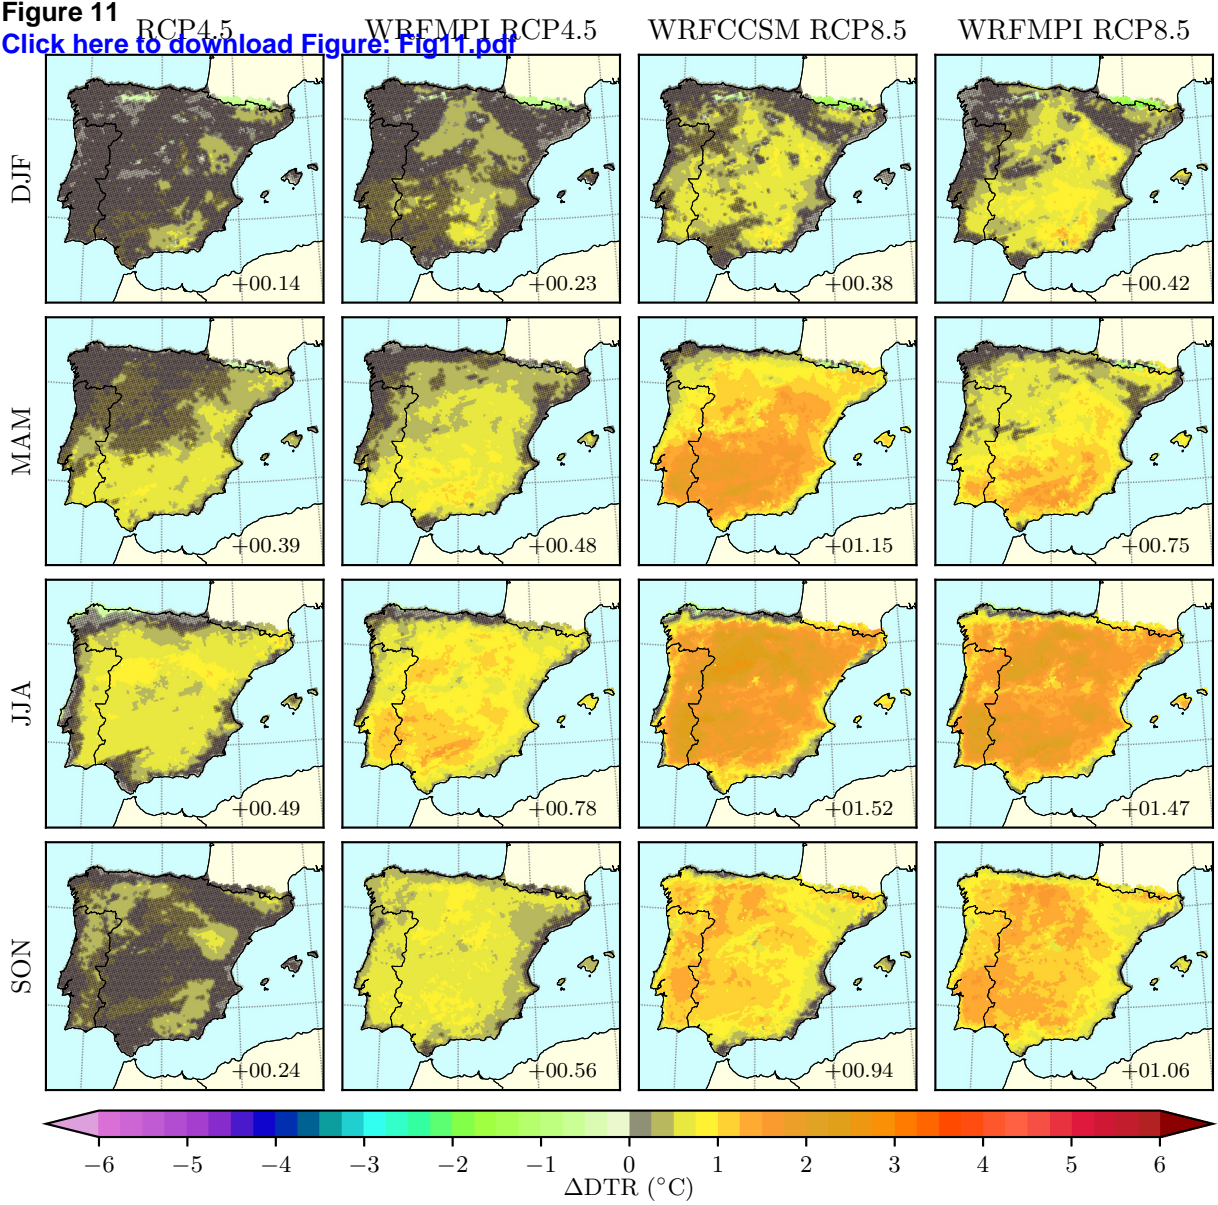 Figure 11
Click here to download Figure: Fig11.pdf
RCP4.5 WRFMPI RCP4.5 WRFCCSM RCP8.5 WRFMPI RCP8.5
DJF
+00.14 +00.23 +00.38 +00.42
MAM
+00.39 +00.48 +01.15 +00.75
JJA
+00.49 +00.78 +01.52 +01.47
SON
+00.24 +00.56 +00.94 +01.06
−6 −5 −4 −3 −2 −1 0 1 2 3 4 5 6
ΔDTR (°C)